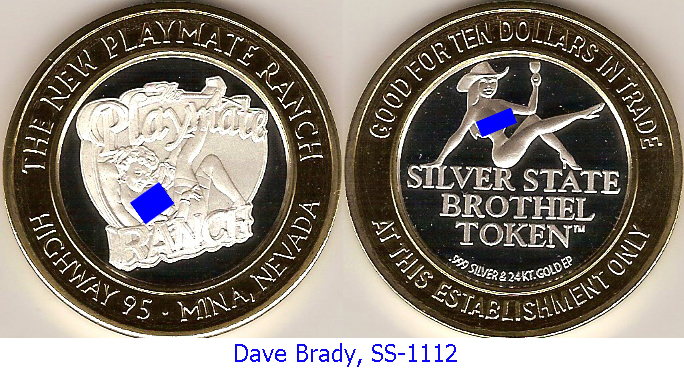 THE NEW PLAYMATE RANCH
Playmate
RANCH
HIGHWAY 95 · MINA, NEVADA
GOOD FOR TEN DOLLARS IN TRADE
SILVER STATE
BROTHEL
TOKEN™
.999 SILVER & 24 KT. GOLD EP
AT THIS ESTABLISHMENT ONLY
Dave Brady, SS-1112